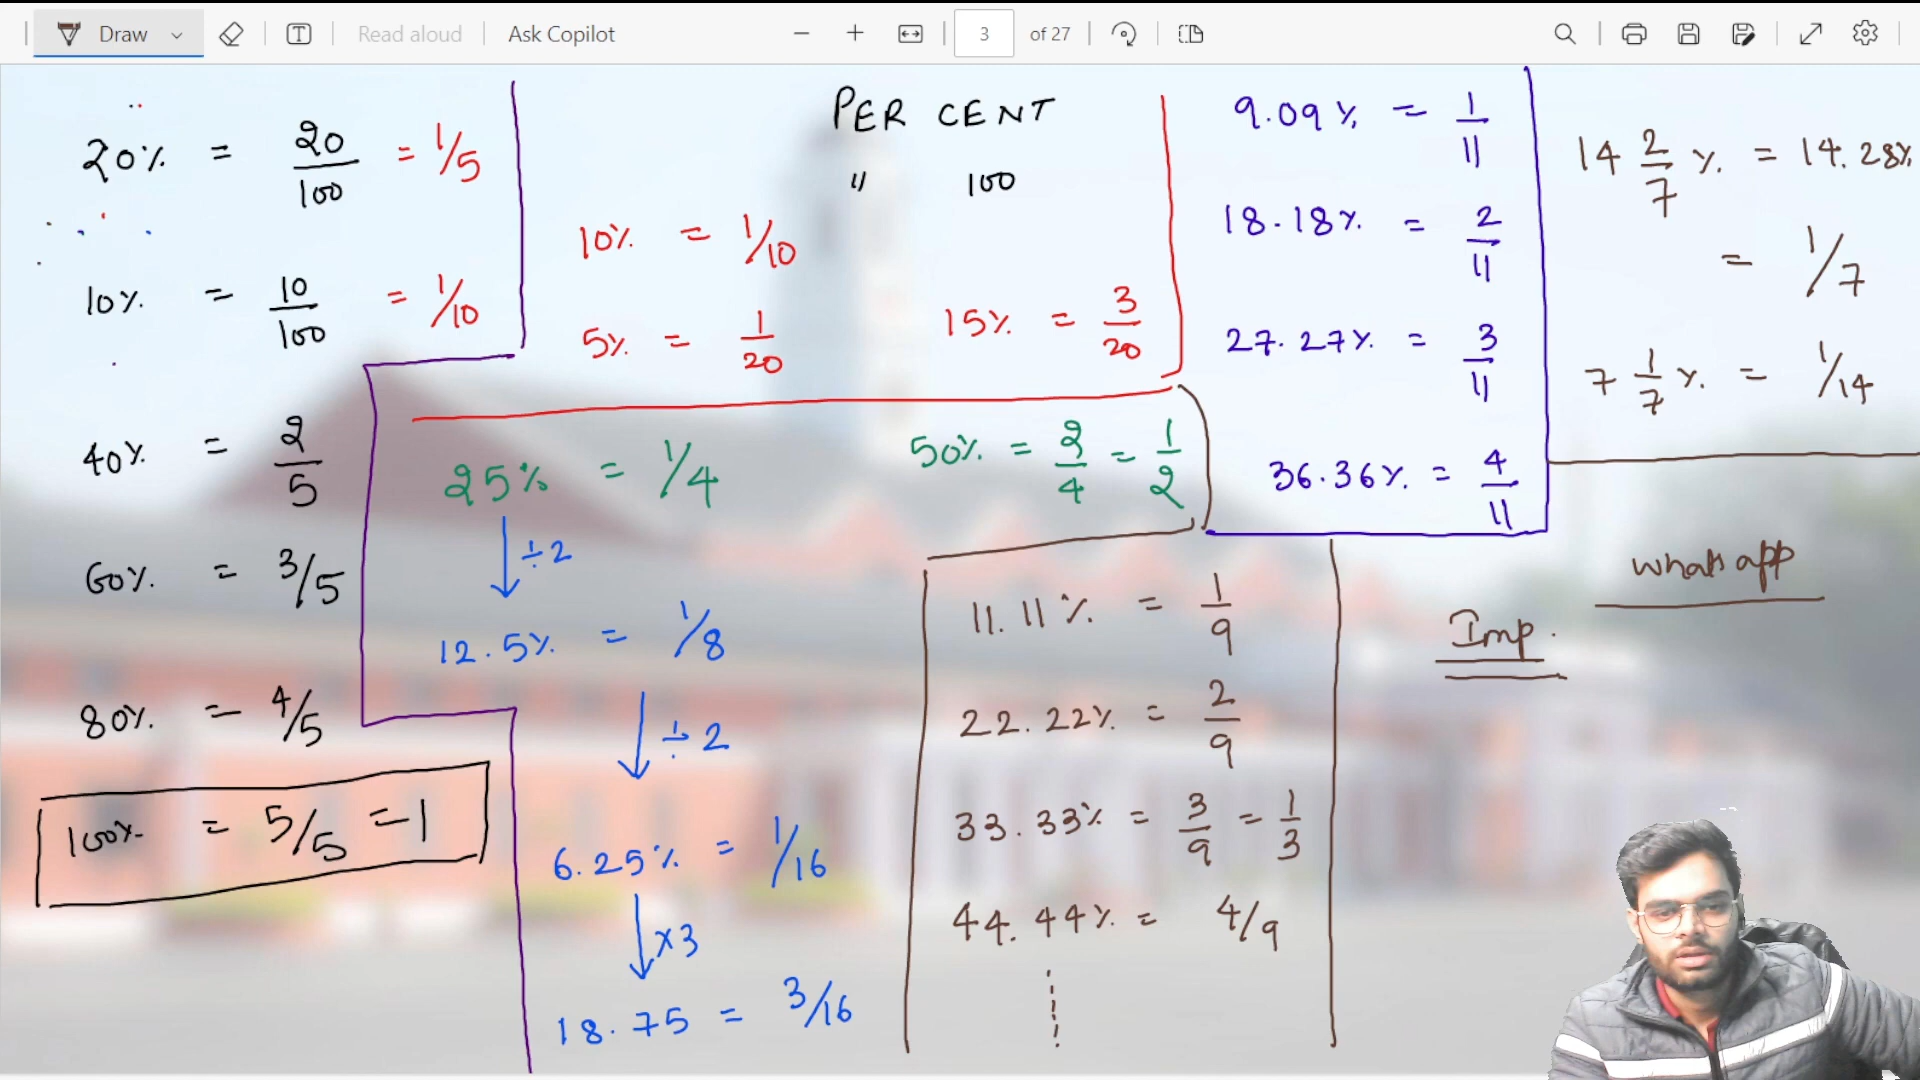 Draw
Read aloud
Ask Copilot
3 of 27
20% = 20/100 = 1/5
10% = 10/100 = 1/10
40% = 2/5
60% = 3/5
80% = 4/5
100% = 5/5 = 1
PER CENT
" 100
10% = 1/10
5% = 1/20
15% = 3/20
25% = 1/4
50% = 2/4 = 1/2
÷2
12.5% = 1/8
÷2
6.25% = 1/16
×3
18.75 = 3/16
11.11% = 1/9
22.22% = 2/9
33.33% = 3/9 = 1/3
44.44% = 4/9
9.09% = 1/11
18.18% = 2/11
27.27% = 3/11
36.36% = 4/11
14 2/7 % = 14.28%
= 1/7
7 1/7 % = 1/14
whatsapp
Imp.